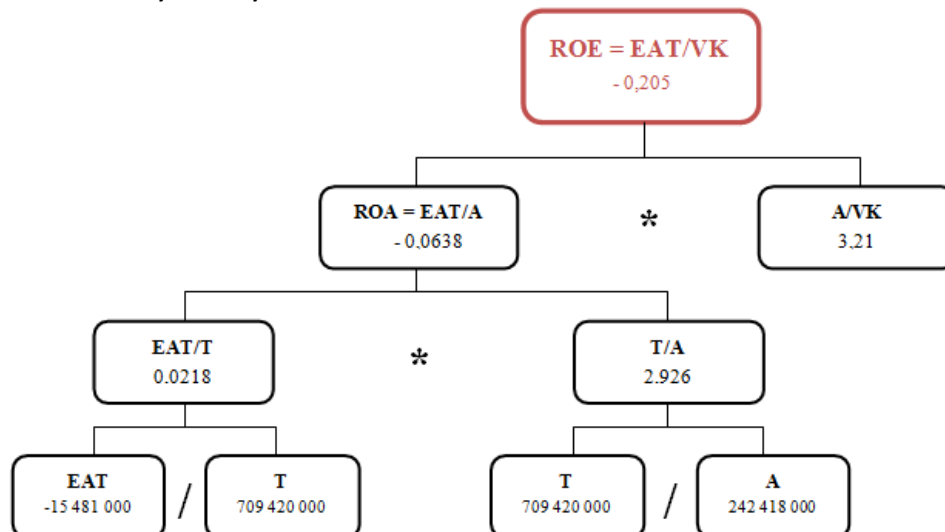 ROE = EAT/VK
- 0,205
ROA = EAT/A
- 0,0638
*
A/VK
3,21
EAT/T
0.0218
*
T/A
2.926
EAT
-15 481 000
/
T
709 420 000
T
709 420 000
/
A
242 418 000